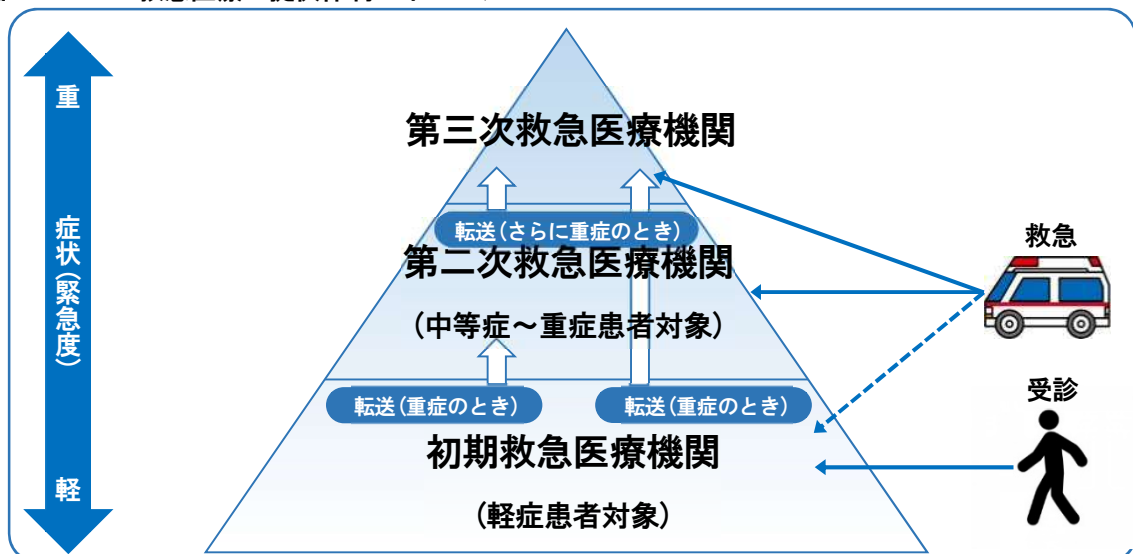 重
症状(緊急度)
軽
第三次救急医療機関
転送(さらに重症のとき)
第二次救急医療機関
(中等症～重症患者対象)
転送(重症のとき)
転送(重症のとき)
初期救急医療機関
(軽症患者対象)
救急
受診